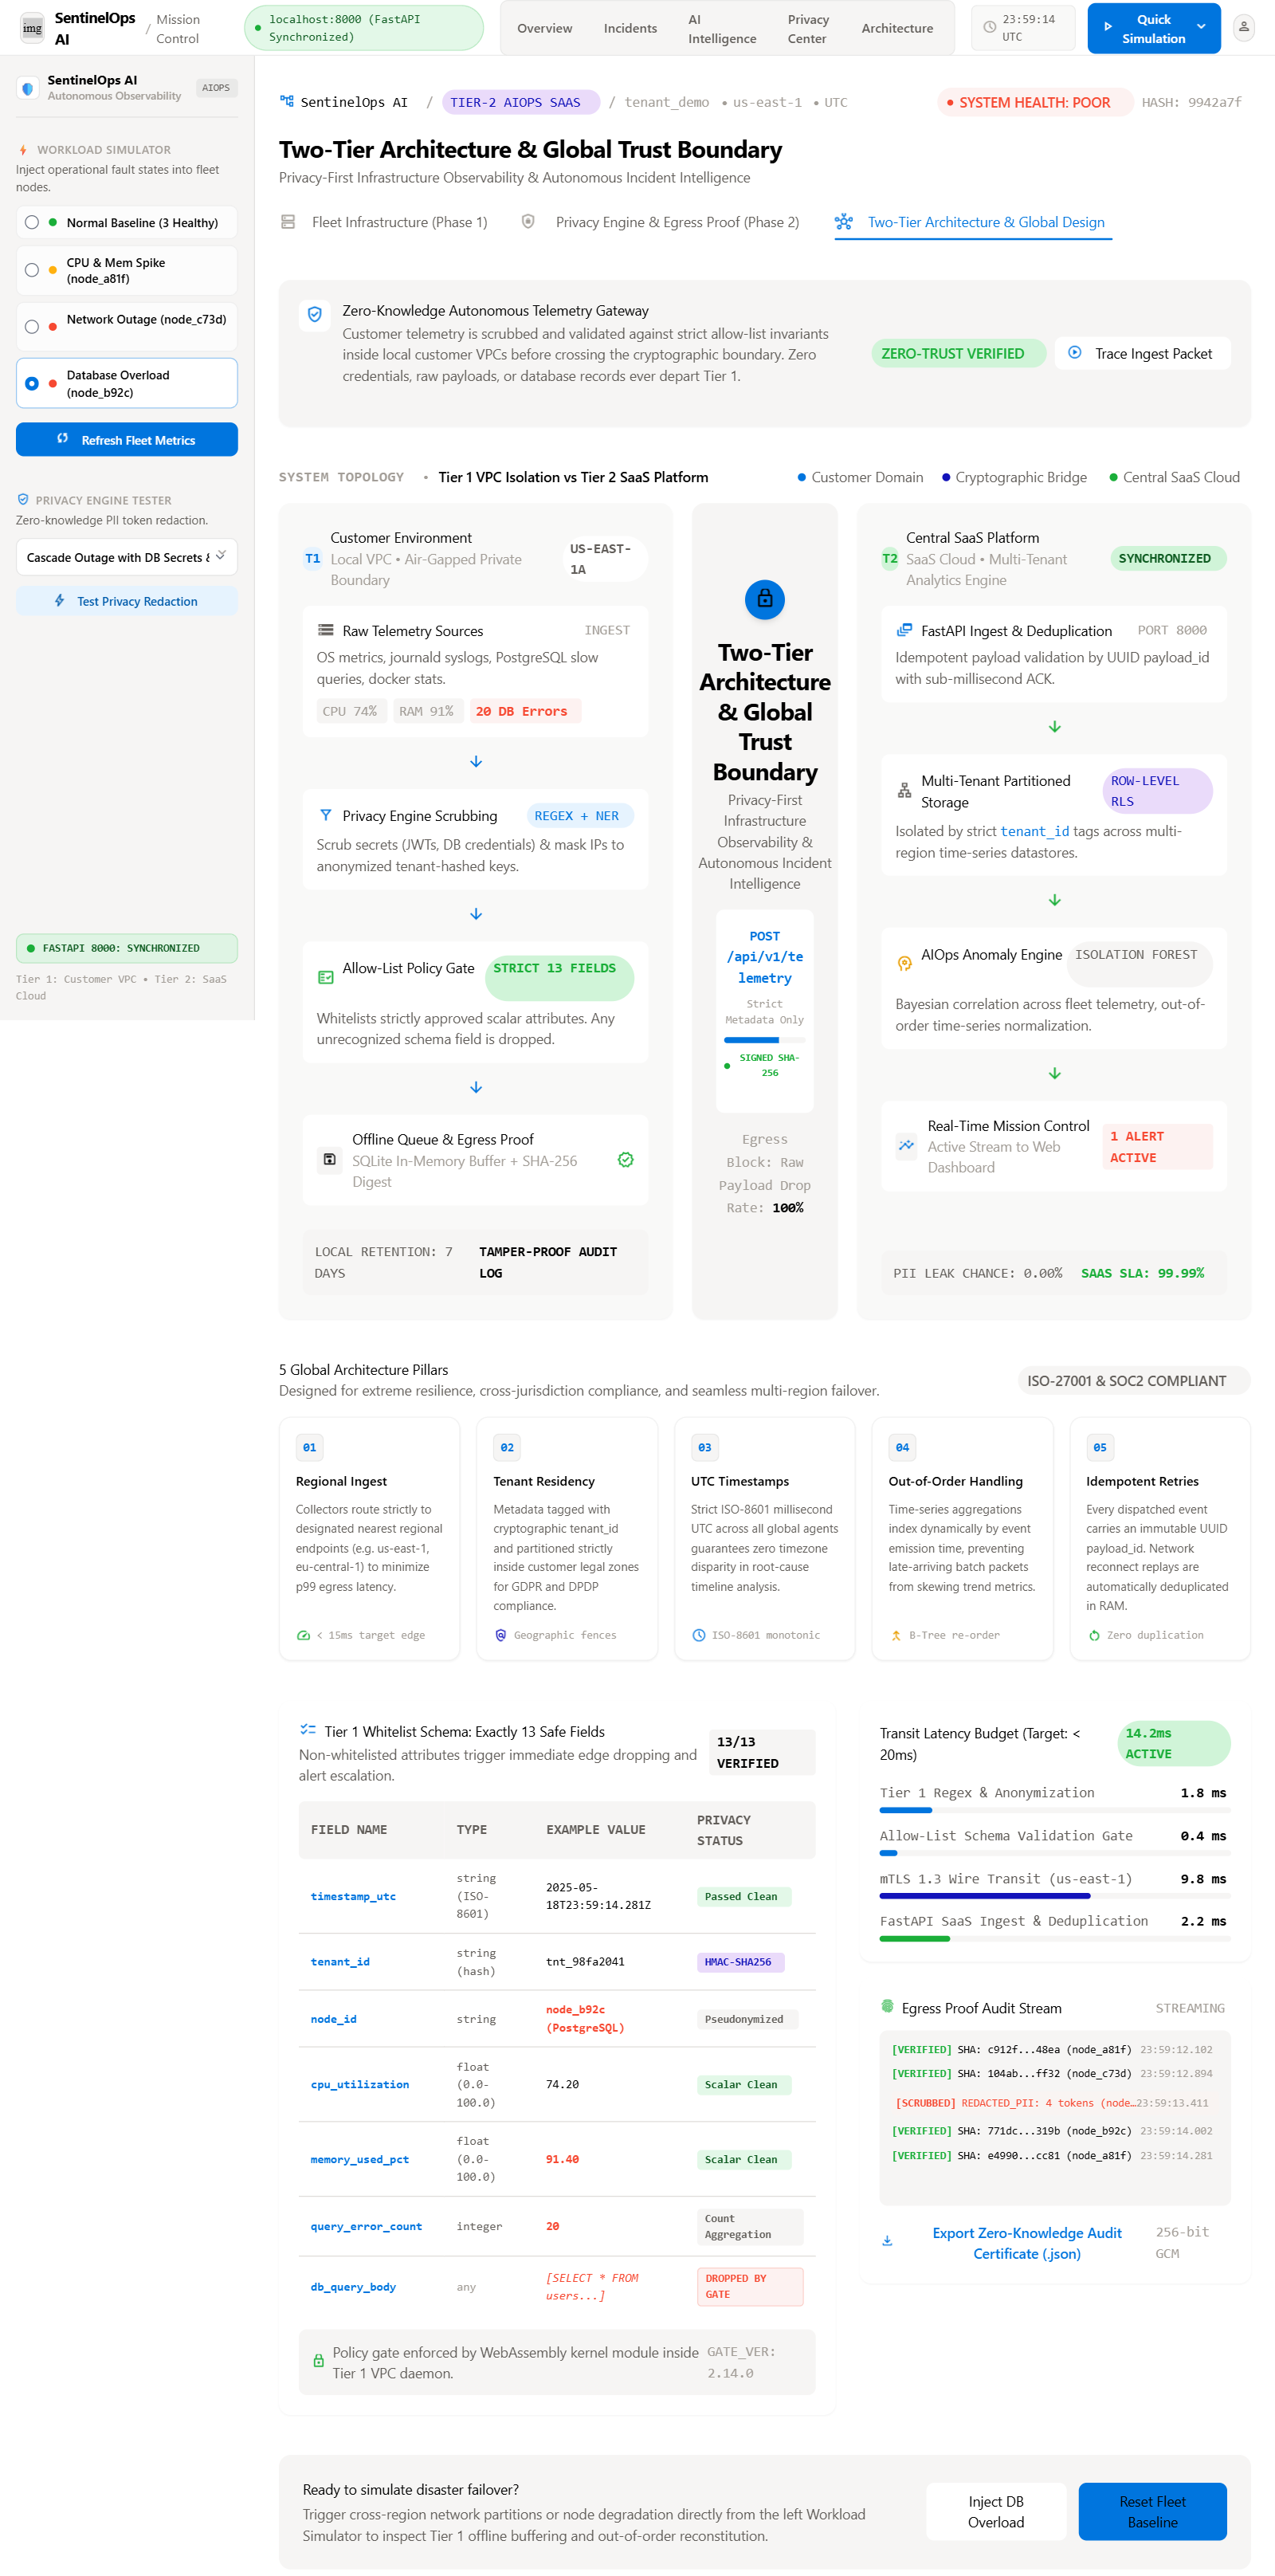 img
SentinelOps
AI
/
Mission
Control
localhost:8000 (FastAPI
Synchronized)
Overview
Incidents
AI
Intelligence
Privacy
Center
Architecture
23:59:14
UTC
Quick
Simulation
SentinelOps AI
Autonomous Observability
AIOPS
WORKLOAD SIMULATOR
Inject operational fault states into fleet
nodes.
Normal Baseline (3 Healthy)
CPU & Mem Spike
(node_a81f)
Network Outage (node_c73d)
Database Overload
(node_b92c)
Refresh Fleet Metrics
PRIVACY ENGINE TESTER
Zero-knowledge PII token redaction.
Cascade Outage with DB Secrets &
Test Privacy Redaction
FASTAPI 8000: SYNCHRONIZED
Tier 1: Customer VPC • Tier 2: SaaS
Cloud
SentinelOps AI / TIER-2 AIOPS SAAS / tenant_demo • us-east-1 • UTC
SYSTEM HEALTH: POOR
HASH: 9942a7f
Two-Tier Architecture & Global Trust Boundary
Privacy-First Infrastructure Observability & Autonomous Incident Intelligence
Fleet Infrastructure (Phase 1)
Privacy Engine & Egress Proof (Phase 2)
Two-Tier Architecture & Global Design
Zero-Knowledge Autonomous Telemetry Gateway
Customer telemetry is scrubbed and validated against strict allow-list invariants
inside local customer VPCs before crossing the cryptographic boundary. Zero
credentials, raw payloads, or database records ever depart Tier 1.
ZERO-TRUST VERIFIED
Trace Ingest Packet
SYSTEM TOPOLOGY • Tier 1 VPC Isolation vs Tier 2 SaaS Platform
Customer Domain
Cryptographic Bridge
Central SaaS Cloud
T1
Customer Environment
Local VPC • Air-Gapped Private
Boundary
US-EAST-
1A
Raw Telemetry Sources
INGEST
OS metrics, journald syslogs, PostgreSQL slow
queries, docker stats.
CPU 74%
RAM 91%
20 DB Errors
Privacy Engine Scrubbing
REGEX + NER
Scrub secrets (JWTs, DB credentials) & mask IPs to
anonymized tenant-hashed keys.
Allow-List Policy Gate
STRICT 13 FIELDS
Whitelists strictly approved scalar attributes. Any
unrecognized schema field is dropped.
Offline Queue & Egress Proof
SQLite In-Memory Buffer + SHA-256
Digest
LOCAL RETENTION: 7
DAYS
TAMPER-PROOF AUDIT
LOG
Two-Tier
Architecture
& Global
Trust
Boundary
Privacy-First
Infrastructure
Observability &
Autonomous Incident
Intelligence
POST
/api/v1/te
lemetry
Strict
Metadata Only
SIGNED SHA-
256
Egress
Block: Raw
Payload Drop
Rate: 100%
T2
Central SaaS Platform
SaaS Cloud • Multi-Tenant
Analytics Engine
SYNCHRONIZED
FastAPI Ingest & Deduplication
PORT 8000
Idempotent payload validation by UUID payload_id
with sub-millisecond ACK.
Multi-Tenant Partitioned
Storage
ROW-LEVEL
RLS
Isolated by strict tenant_id tags across multi-
region time-series datastores.
AIOps Anomaly Engine
ISOLATION FOREST
Bayesian correlation across fleet telemetry, out-of-
order time-series normalization.
Real-Time Mission Control
Active Stream to Web
Dashboard
1 ALERT
ACTIVE
PII LEAK CHANCE: 0.00%
SAAS SLA: 99.99%
5 Global Architecture Pillars
Designed for extreme resilience, cross-jurisdiction compliance, and seamless multi-region failover.
ISO-27001 & SOC2 COMPLIANT
01
Regional Ingest
Collectors route strictly to
designated nearest regional
endpoints (e.g. us-east-1,
eu-central-1) to minimize
p99 egress latency.
< 15ms target edge
02
Tenant Residency
Metadata tagged with
cryptographic tenant_id
and partitioned strictly
inside customer legal zones
for GDPR and DPDP
compliance.
Geographic fences
03
UTC Timestamps
Strict ISO-8601 millisecond
UTC across all global agents
guarantees zero timezone
disparity in root-cause
timeline analysis.
ISO-8601 monotonic
04
Out-of-Order Handling
Time-series aggregations
index dynamically by event
emission time, preventing
late-arriving batch packets
from skewing trend metrics.
B-Tree re-order
05
Idempotent Retries
Every dispatched event
carries an immutable UUID
payload_id. Network
reconnect replays are
automatically deduplicated
in RAM.
Zero duplication
Tier 1 Whitelist Schema: Exactly 13 Safe Fields
Non-whitelisted attributes trigger immediate edge dropping and
alert escalation.
13/13
VERIFIED
FIELD NAME
TYPE
EXAMPLE VALUE
PRIVACY
STATUS
timestamp_utc
string
(ISO-
8601)
2025-05-
18T23:59:14.281Z
Passed Clean
tenant_id
string
(hash)
tnt_98fa2041
HMAC-SHA256
node_id
string
node_b92c
(PostgreSQL)
Pseudonymized
cpu_utilization
float
(0.0-
100.0)
74.20
Scalar Clean
memory_used_pct
float
(0.0-
100.0)
91.40
Scalar Clean
query_error_count
integer
20
Count
Aggregation
db_query_body
any
[SELECT * FROM
users...]
DROPPED BY
GATE
Policy gate enforced by WebAssembly kernel module inside
Tier 1 VPC daemon.
GATE_VER:
2.14.0
Transit Latency Budget (Target: <
20ms)
14.2ms
ACTIVE
Tier 1 Regex & Anonymization 1.8 ms
Allow-List Schema Validation Gate 0.4 ms
mTLS 1.3 Wire Transit (us-east-1) 9.8 ms
FastAPI SaaS Ingest & Deduplication 2.2 ms
Egress Proof Audit Stream
STREAMING
[VERIFIED] SHA: c912f...48ea (node_a81f) 23:59:12.102
[VERIFIED] SHA: 104ab...ff32 (node_c73d) 23:59:12.894
[SCRUBBED] REDACTED_PII: 4 tokens (node…23:59:13.411
[VERIFIED] SHA: 771dc...319b (node_b92c) 23:59:14.002
[VERIFIED] SHA: e4990...cc81 (node_a81f) 23:59:14.281
Export Zero-Knowledge Audit
Certificate (.json)
256-bit
GCM
Ready to simulate disaster failover?
Trigger cross-region network partitions or node degradation directly from the left Workload
Simulator to inspect Tier 1 offline buffering and out-of-order reconstitution.
Inject DB
Overload
Reset Fleet
Baseline